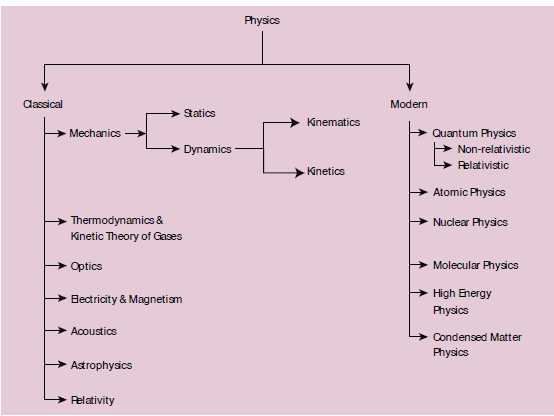 Physics
Classical
Modern
Mechanics
Statics
Dynamics
Kinematics
Kinetics
Thermodynamics &
Kinetic Theory of Gases
Optics
Electricity & Magnetism
Acoustics
Astrophysics
Relativity
Quantum Physics
Non-relativistic
Relativistic
Atomic Physics
Nuclear Physics
Molecular Physics
High Energy
Physics
Condensed Matter
Physics